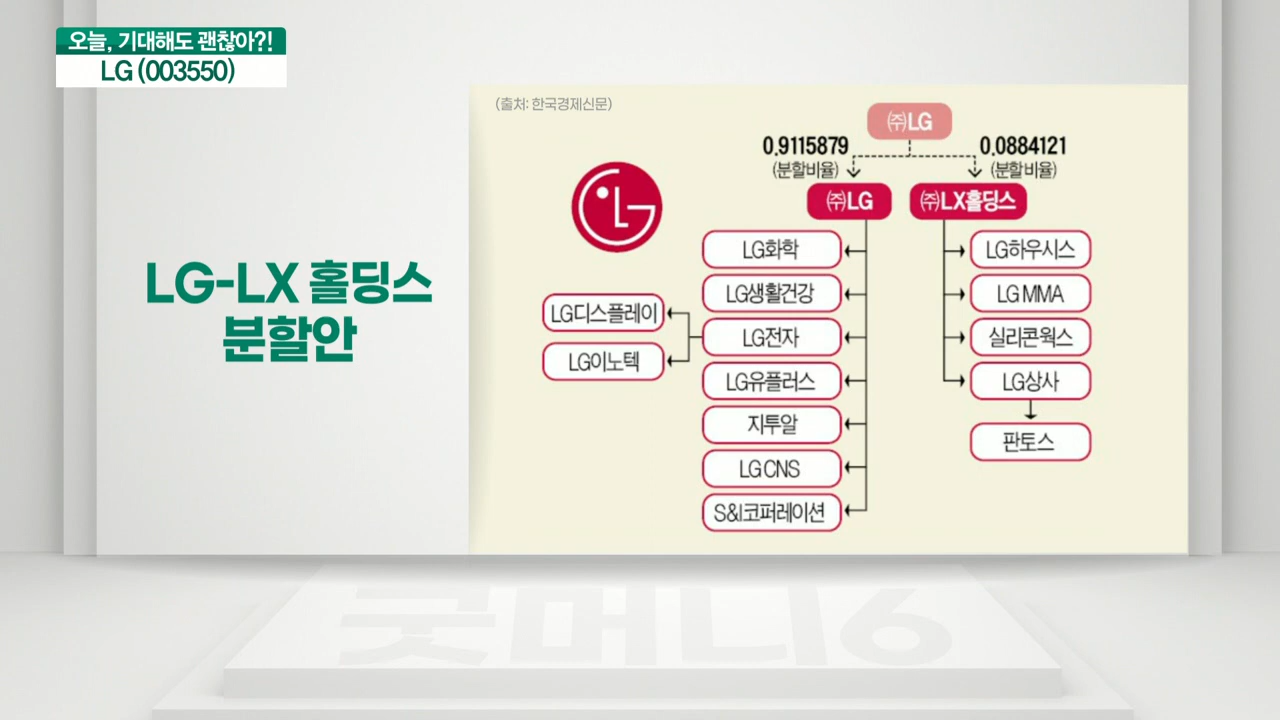 오늘, 기대해도 괜찮아?!
LG (003550)
LG-LX 홀딩스
분할안
(출처: 한국경제신문)
㈜LG
0.9115879
(분할비율)
0.0884121
(분할비율)
㈜LG
㈜LX홀딩스
LG
LG화학
LG생활건강
LG전자
LG디스플레이
LG이노텍
LG유플러스
지투알
LG CNS
S&I코퍼레이션
LG하우시스
LG MMA
실리콘웍스
LG상사
판토스
굿머니6